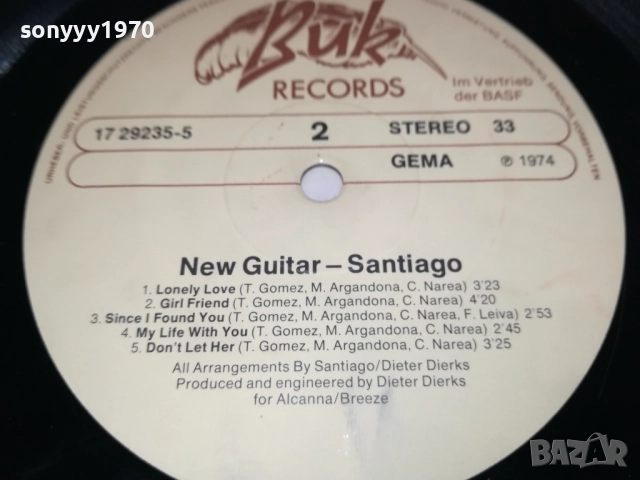 sonyyy1970
Buk
RECORDS
Im Vertrieb
der BASF
17 29235-5 2 STEREO 33
GEMA ℗ 1974
New Guitar – Santiago
1. Lonely Love (T. Gomez, M. Argandona, C. Narea) 3'23
2. Girl Friend (T. Gomez, M. Argandona, C. Narea) 4'20
3. Since I Found You (T. Gomez, M. Argandona, C. Narea, F. Leiva) 2'53
4. My Life With You (T. Gomez, M. Argandona, C. Narea) 2'45
5. Don't Let Her (T. Gomez, M. Argandona, C. Narea) 3'25
All Arrangements By Santiago/Dieter Dierks
Produced and engineered by Dieter Dierks
for Alcanna/Breeze
BAZAR